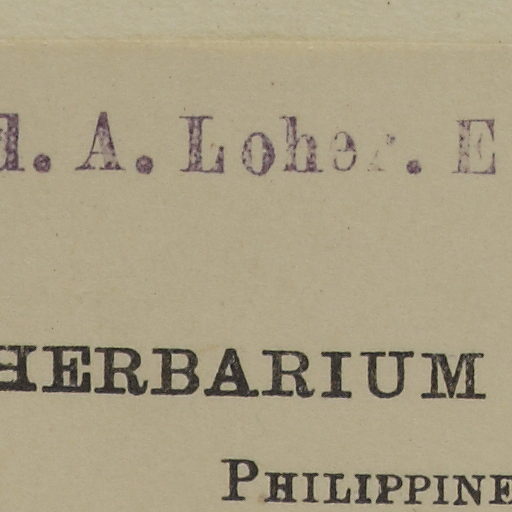 d. A. Loher. E
HERBARIUM
PHILIPPINE